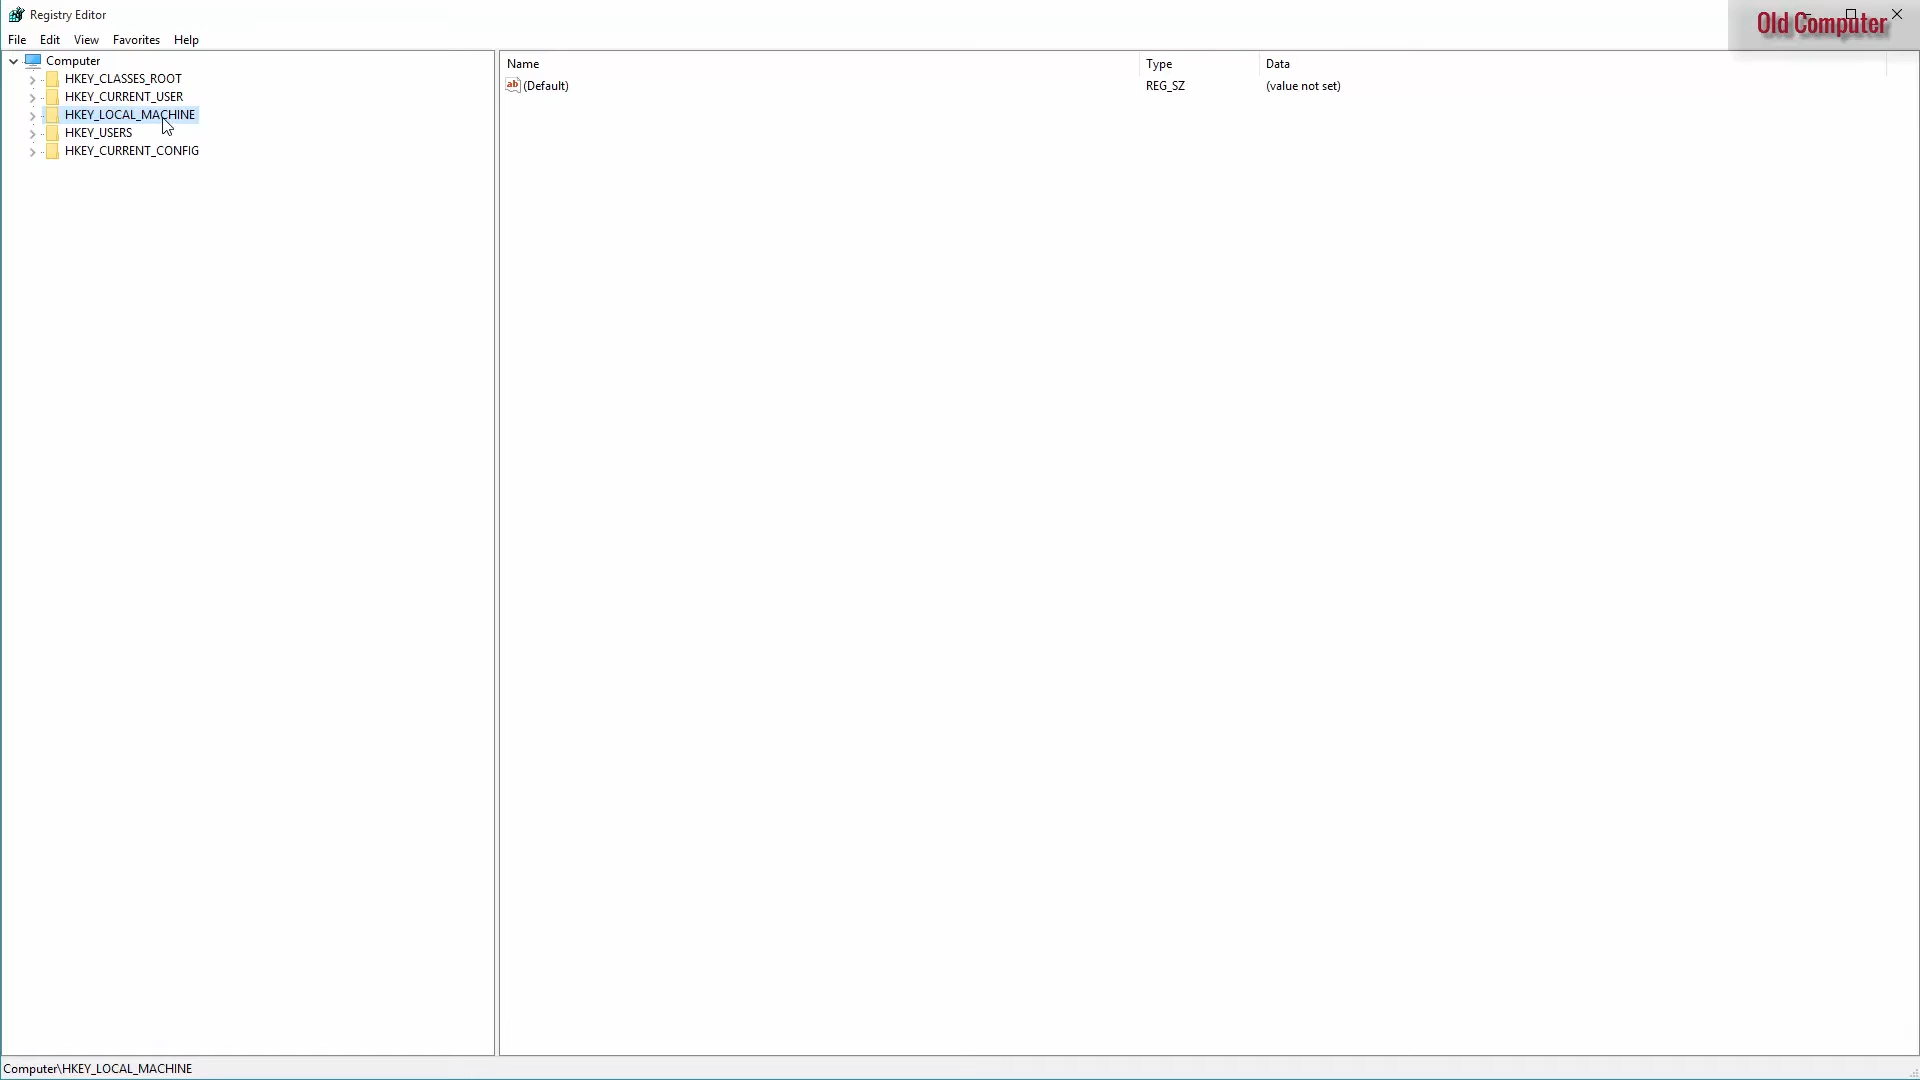 Registry Editor
Old Computer
File Edit View Favorites Help
Computer
HKEY_CLASSES_ROOT
HKEY_CURRENT_USER
HKEY_LOCAL_MACHINE
HKEY_USERS
HKEY_CURRENT_CONFIG
Name Type Data
ab (Default) REG_SZ (value not set)
Computer\HKEY_LOCAL_MACHINE